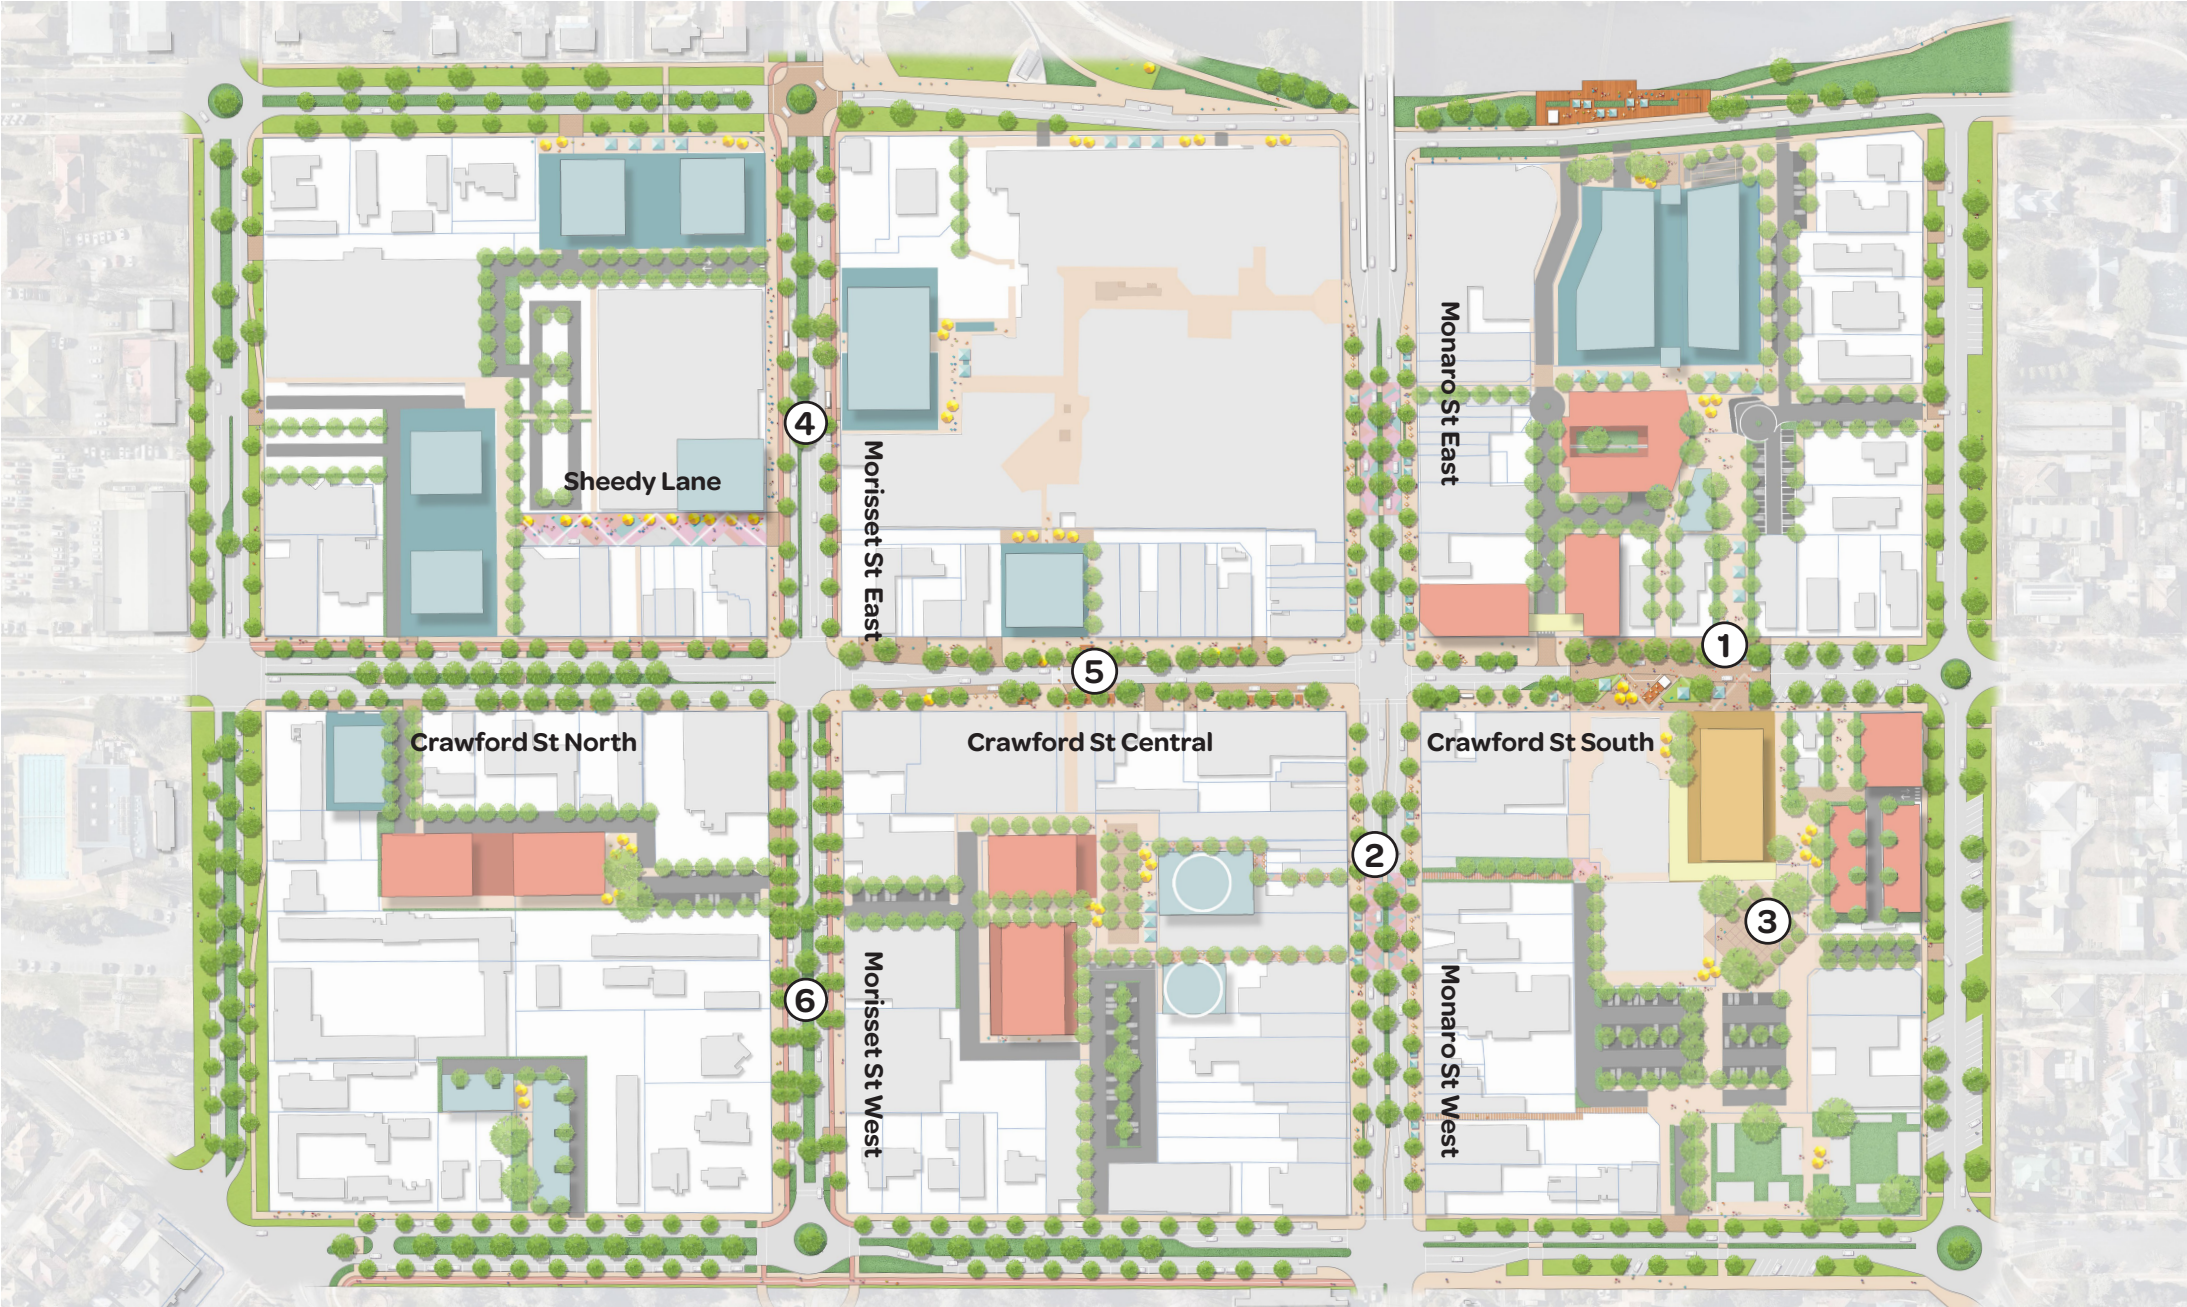 Monaro St East
4
Morisset St East
Sheedy Lane
1
5
Crawford St North
Crawford St Central
Crawford St South
2
3
Morisset St West
Monaro St West
6